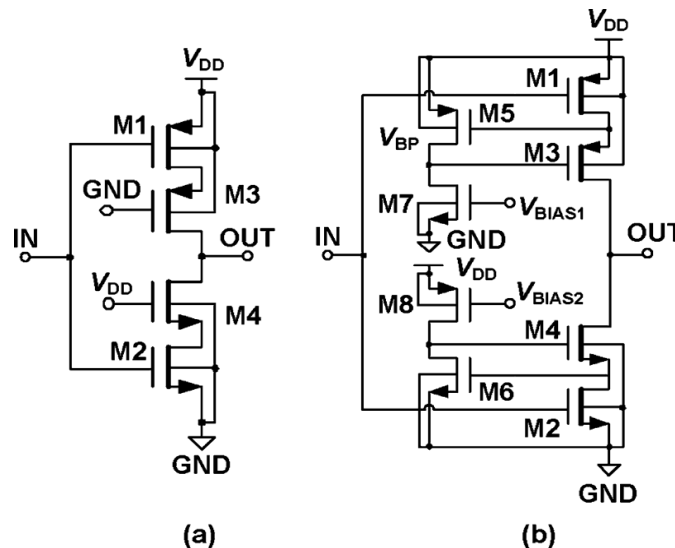 VDD
M1
GND
M3
IN
OUT
VDD
M4
M2
GND
(a)
VDD
M1
M5
VBP
M3
M7
VBIAS1
GND
IN
OUT
VDD
M8
VBIAS2
M4
M6
M2
GND
(b)